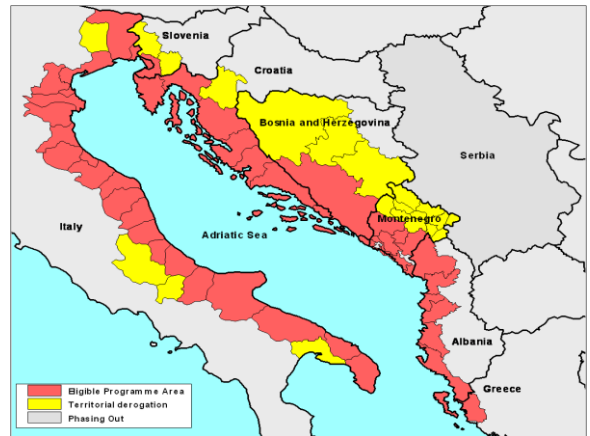 Slovenia
Croatia
Bosnia and Herzegovina
Serbia
Montenegro
Italy
Adriatic Sea
Albania
Greece
Eligible Programme Area
Territorial derogation
Phasing Out